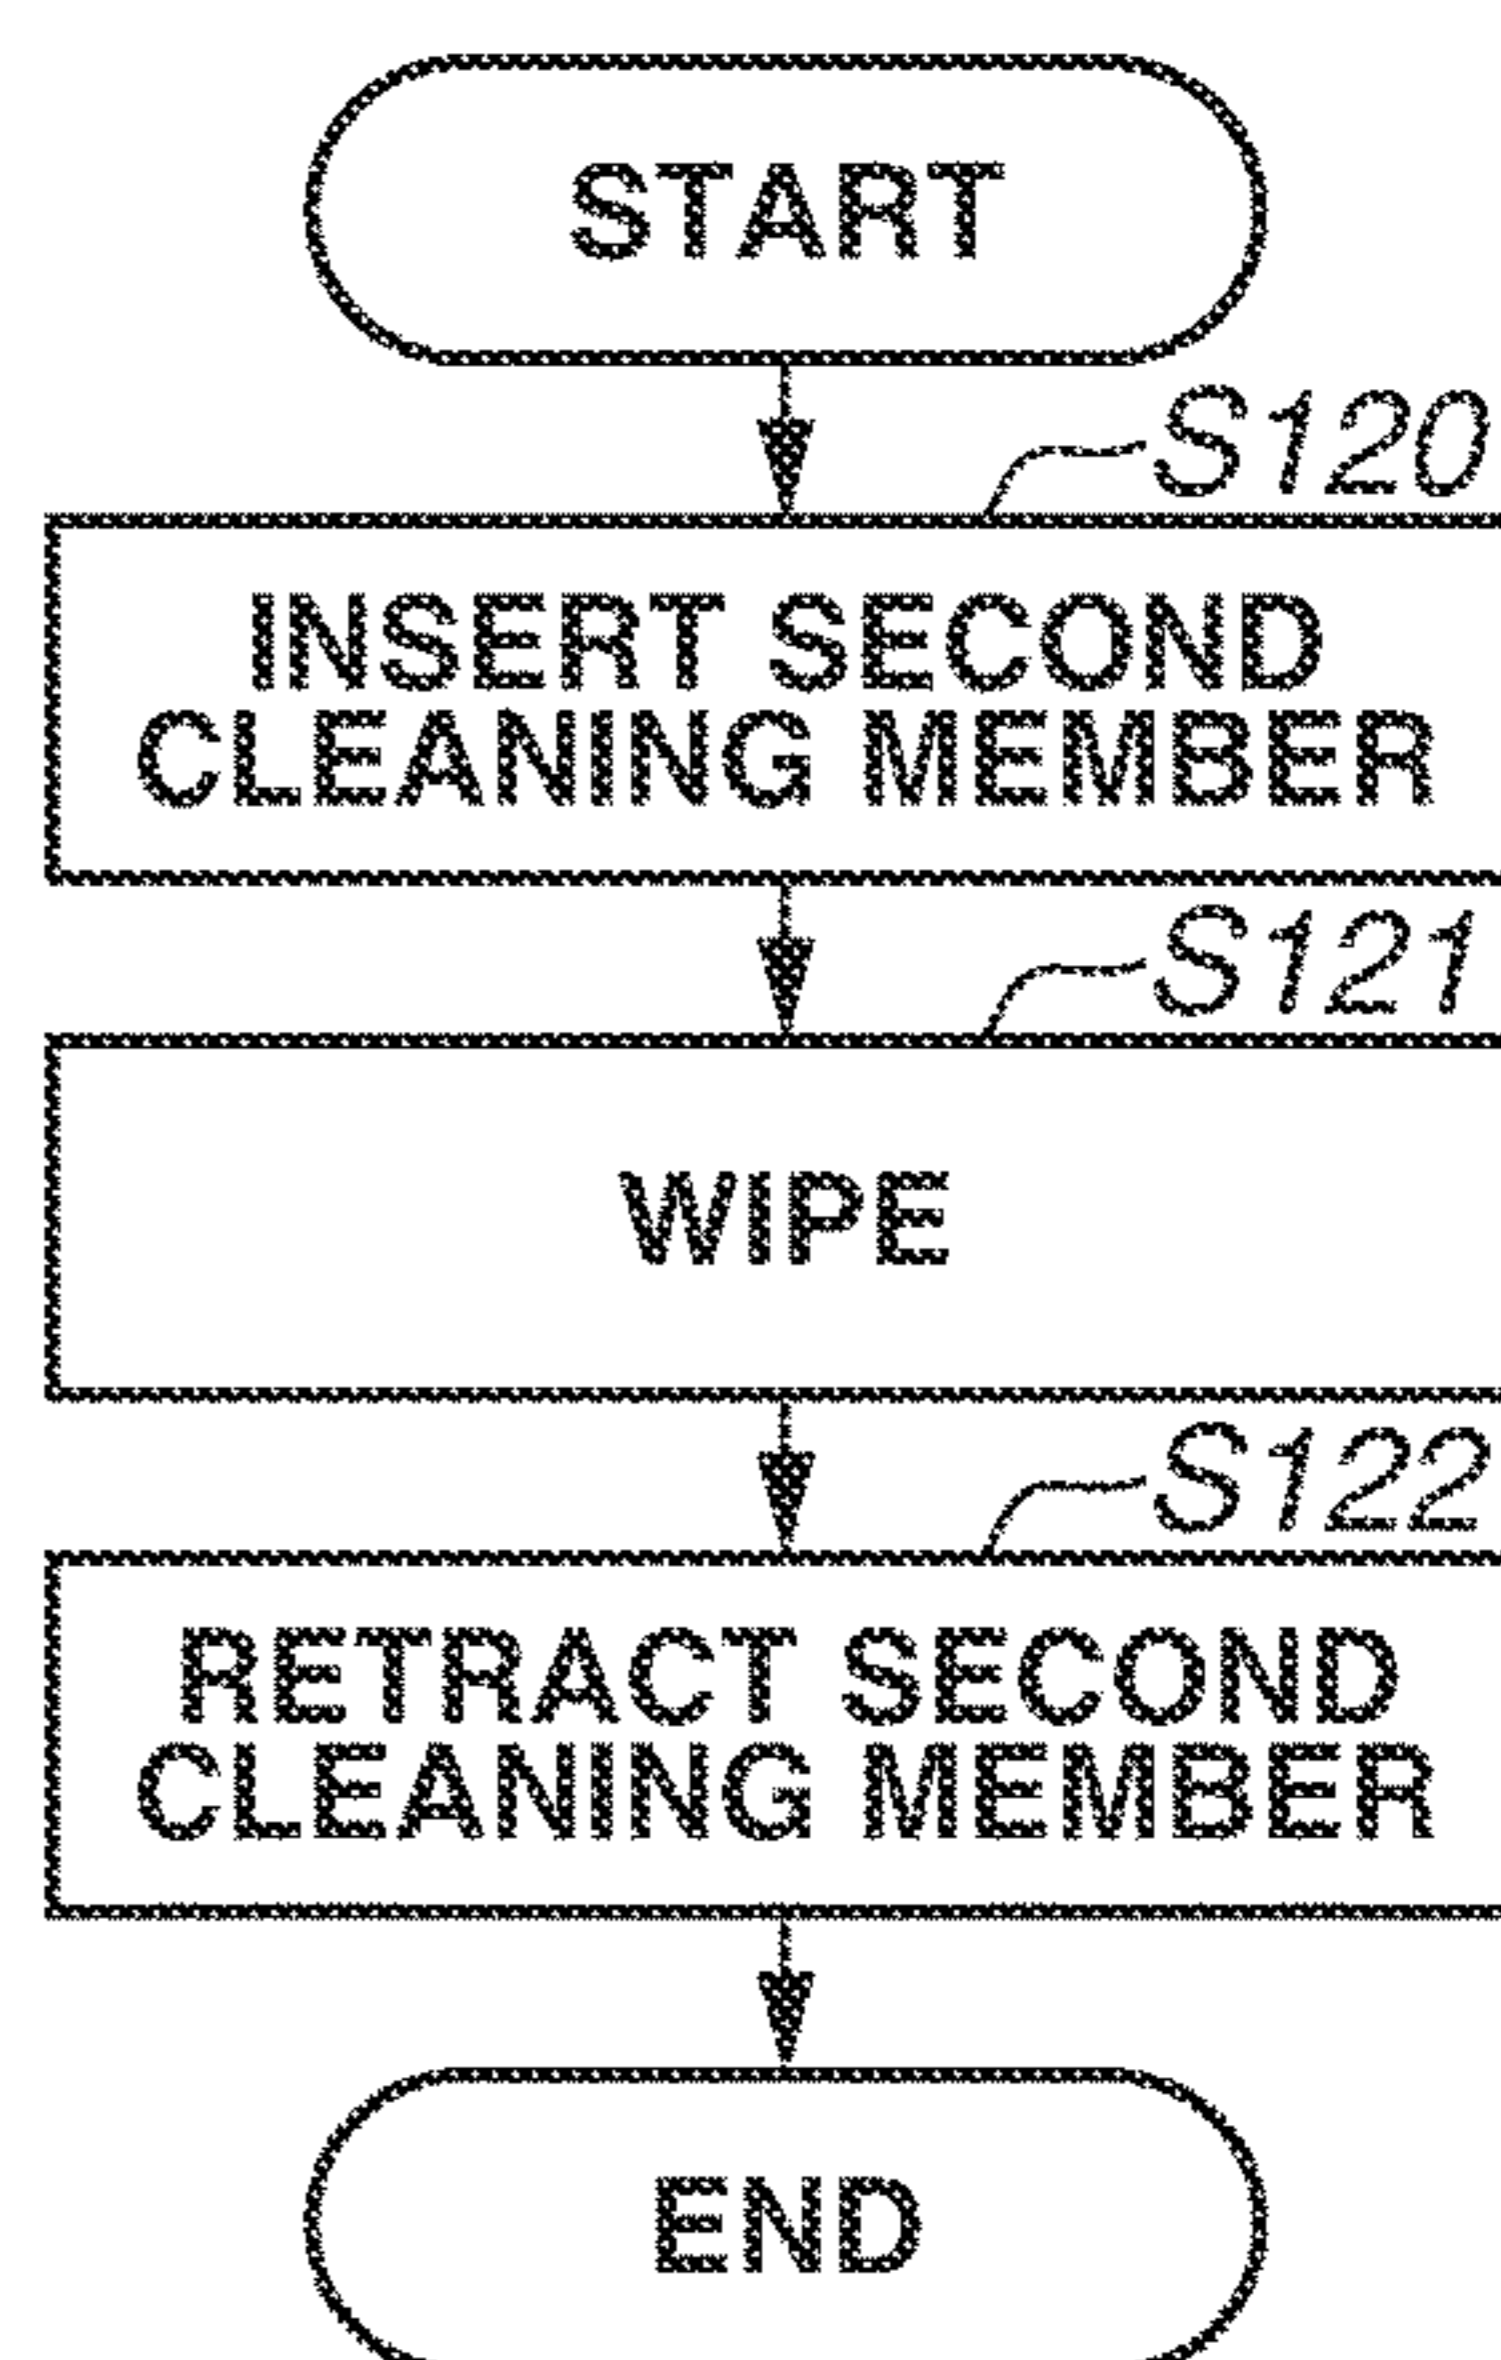 START
S120
INSERT SECOND
CLEANING MEMBER
S121
WIPE
S122
RETRACT SECOND
CLEANING MEMBER
END